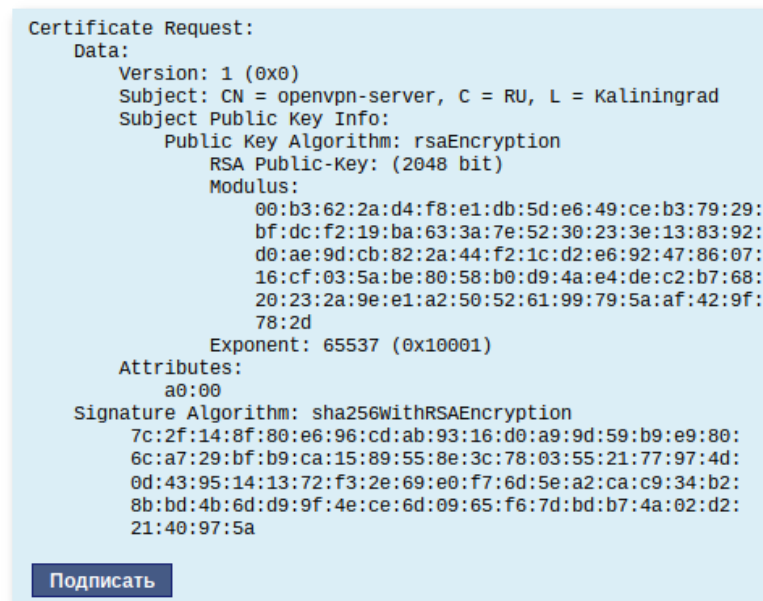 Certificate Request:
Data:
Version: 1 (0x0)
Subject: CN = openvpn-server, C = RU, L = Kaliningrad
Subject Public Key Info:
Public Key Algorithm: rsaEncryption
RSA Public-Key: (2048 bit)
Modulus:
00:b3:62:2a:d4:f8:e1:db:5d:e6:49:ce:b3:79:29:
bf:dc:f2:19:ba:63:3a:7e:52:30:23:3e:13:83:92:
d0:ae:9d:cb:82:2a:44:f2:1c:d2:e6:92:47:86:07:
16:cf:03:5a:be:80:58:b0:d9:4a:e4:de:c2:b7:68:
20:23:2a:9e:e1:a2:50:52:61:99:79:5a:af:42:9f:
78:2d
Exponent: 65537 (0x10001)
Attributes:
a0:00
Signature Algorithm: sha256WithRSAEncryption
7c:2f:14:8f:80:e6:96:cd:ab:93:16:d0:a9:9d:59:b9:e9:80:
6c:a7:29:bf:b9:ca:15:89:55:8e:3c:78:03:55:21:77:97:4d:
0d:43:95:14:13:72:f3:2e:69:e0:f7:6d:5e:a2:ca:c9:34:b2:
8b:bd:4b:6d:d9:9f:4e:ce:6d:09:65:f6:7d:bd:b7:4a:02:d2:
21:40:97:5a
Подписать